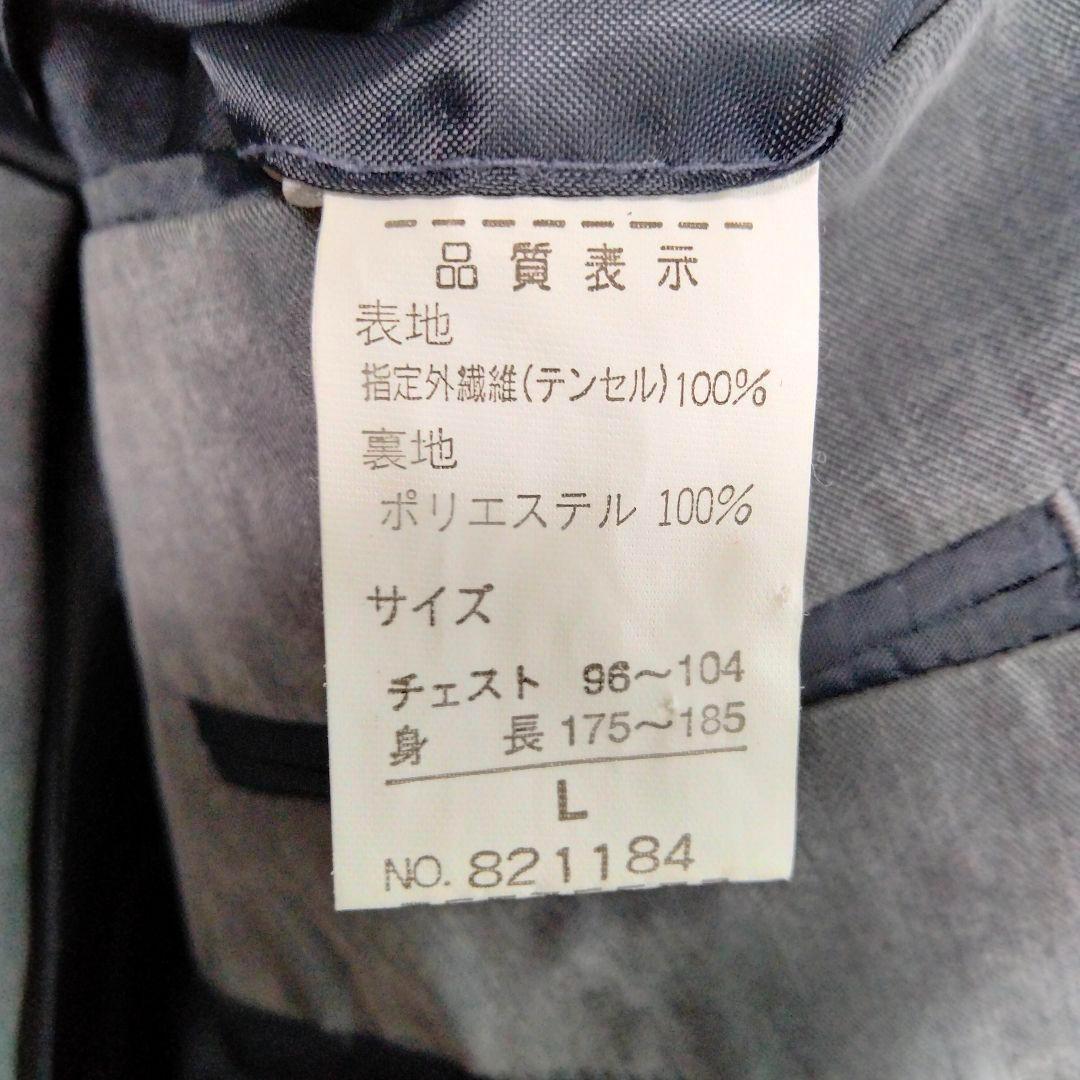 品質表示
表地
指定外繊維(テンセル)100%
裏地
ポリエステル 100%
サイズ
チェスト 96～104
身長 175～185
L
NO. 821184